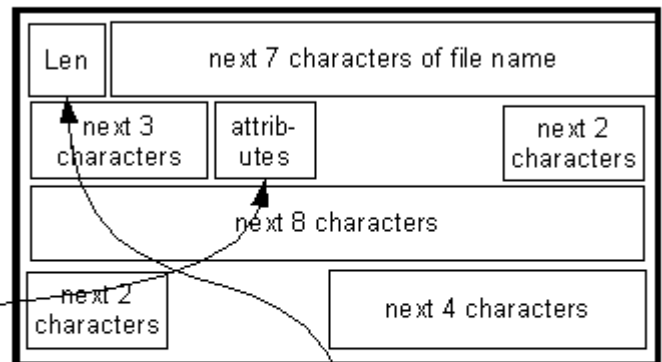 Len
next 7 characters of file name
next 3
characters
attrib-
utes
next 2
characters
next 8 characters
next 2
characters
next 4 characters